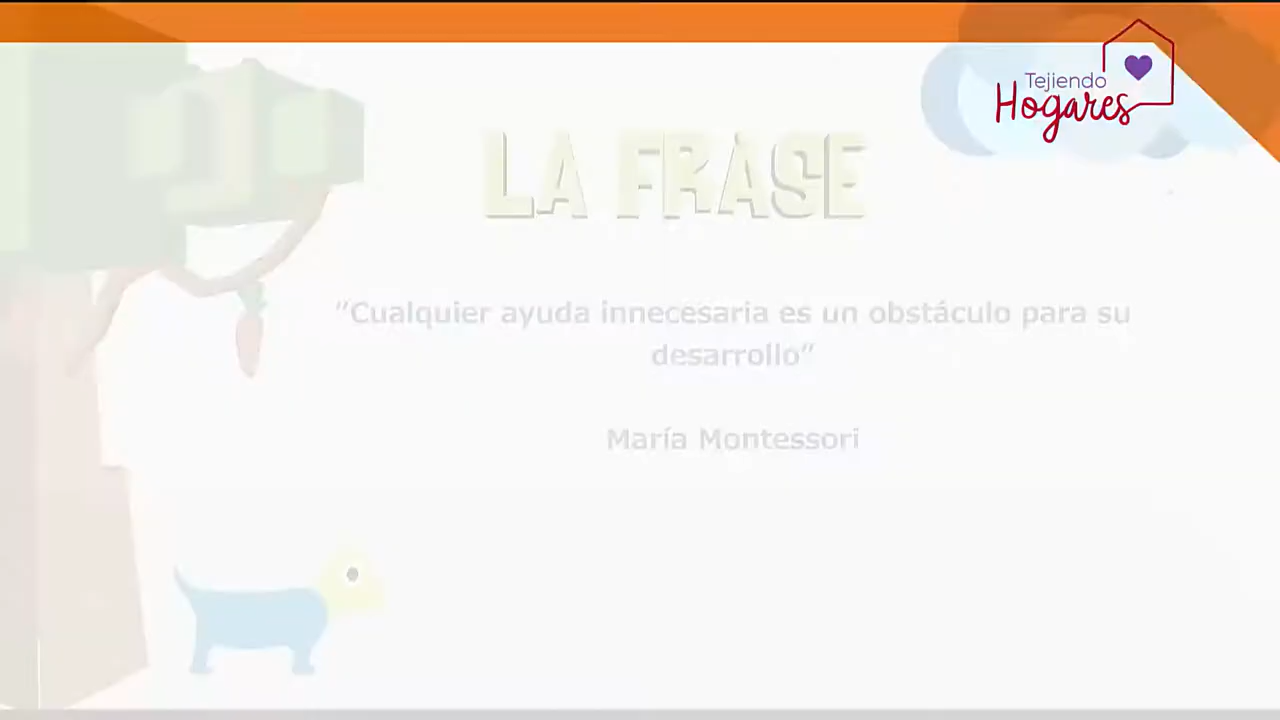 Tejiendo
Hogares
LA FRASE
”Cualquier ayuda innecesaria es un obstáculo para su
desarrollo”
María Montessori